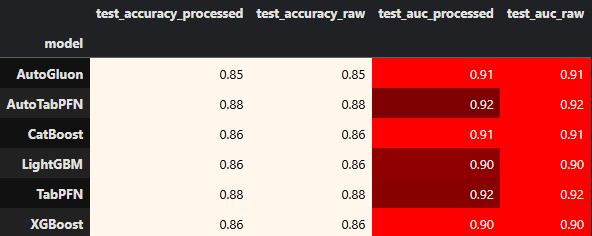 test_accuracy_processed test_accuracy_raw test_auc_processed test_auc_raw
model
AutoGluon 0.85 0.85 0.91 0.91
AutoTabPFN 0.88 0.88 0.92 0.92
CatBoost 0.86 0.86 0.91 0.91
LightGBM 0.86 0.86 0.90 0.90
TabPFN 0.88 0.88 0.92 0.92
XGBoost 0.86 0.86 0.90 0.90